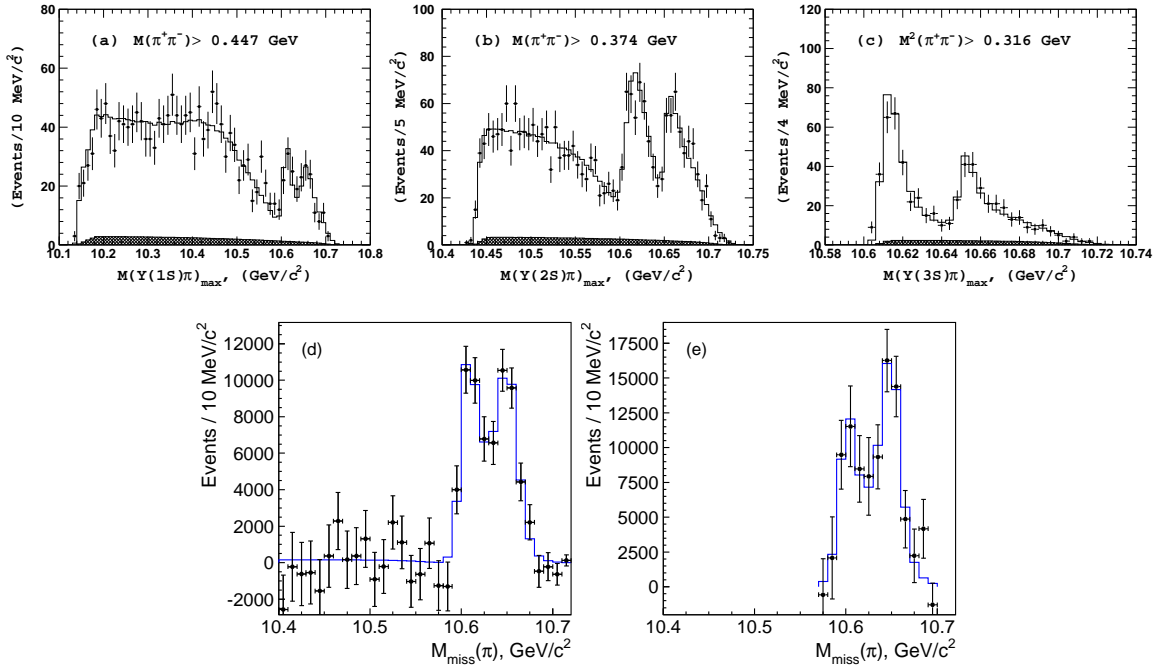 (a) M(π⁺π⁻)> 0.447 GeV
(Events/10 MeV/c²)
80
60
40
20
0
10.1 10.2 10.3 10.4 10.5 10.6 10.7 10.8
M(Y(1S)π)max, (GeV/c²)
(b) M(π⁺π⁻)> 0.374 GeV
(Events/5 MeV/c²)
100
80
60
40
20
0
10.4 10.45 10.5 10.55 10.6 10.65 10.7 10.75
M(Y(2S)π)max, (GeV/c²)
(c) M²(π⁺π⁻)> 0.316 GeV
(Events/4 MeV/c²)
120
100
80
60
40
20
0
10.58 10.6 10.62 10.64 10.66 10.68 10.7 10.72 10.74
M(Y(3S)π)max, (GeV/c²)
(d)
Events / 10 MeV/c²
12000
10000
8000
6000
4000
2000
0
-2000
10.4 10.5 10.6 10.7
Mmiss(π), GeV/c²
(e)
Events / 10 MeV/c²
17500
15000
12500
10000
7500
5000
2500
0
10.4 10.5 10.6 10.7
Mmiss(π), GeV/c²